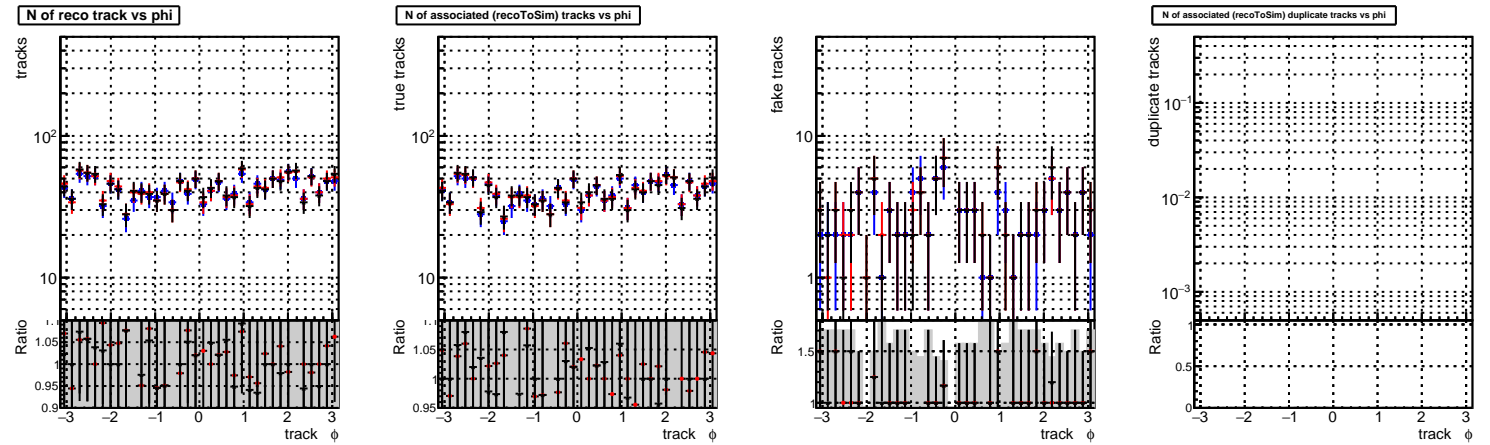 N of reco track vs phi
tracks
10²
10
Ratio
1.1
1.05
1
0.95
0.9
−3 −2 −1 0 1 2 3
track φ
N of associated (recoToSim) tracks vs phi
true tracks
10²
10
Ratio
1.1
1.05
1
0.95
−3 −2 −1 0 1 2 3
track φ
fake tracks
10
1
Ratio
1.5
1
−3 −2 −1 0 1 2 3
track φ
N of associated (recoToSim) duplicate tracks vs phi
duplicate tracks
10⁻¹
10⁻²
10⁻³
Ratio
1
0.5
0
−3 −2 −1 0 1 2 3
track φ